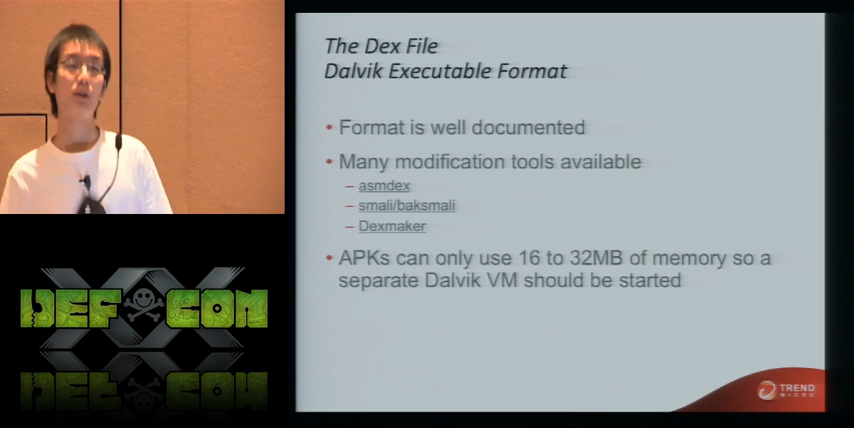 The Dex File
Dalvik Executable Format
• Format is well documented
• Many modification tools available
– asmdex
– smali/baksmali
– Dexmaker
• APKs can only use 16 to 32MB of memory so a
separate Dalvik VM should be started
TREND
MICRO
XX
DEF CON